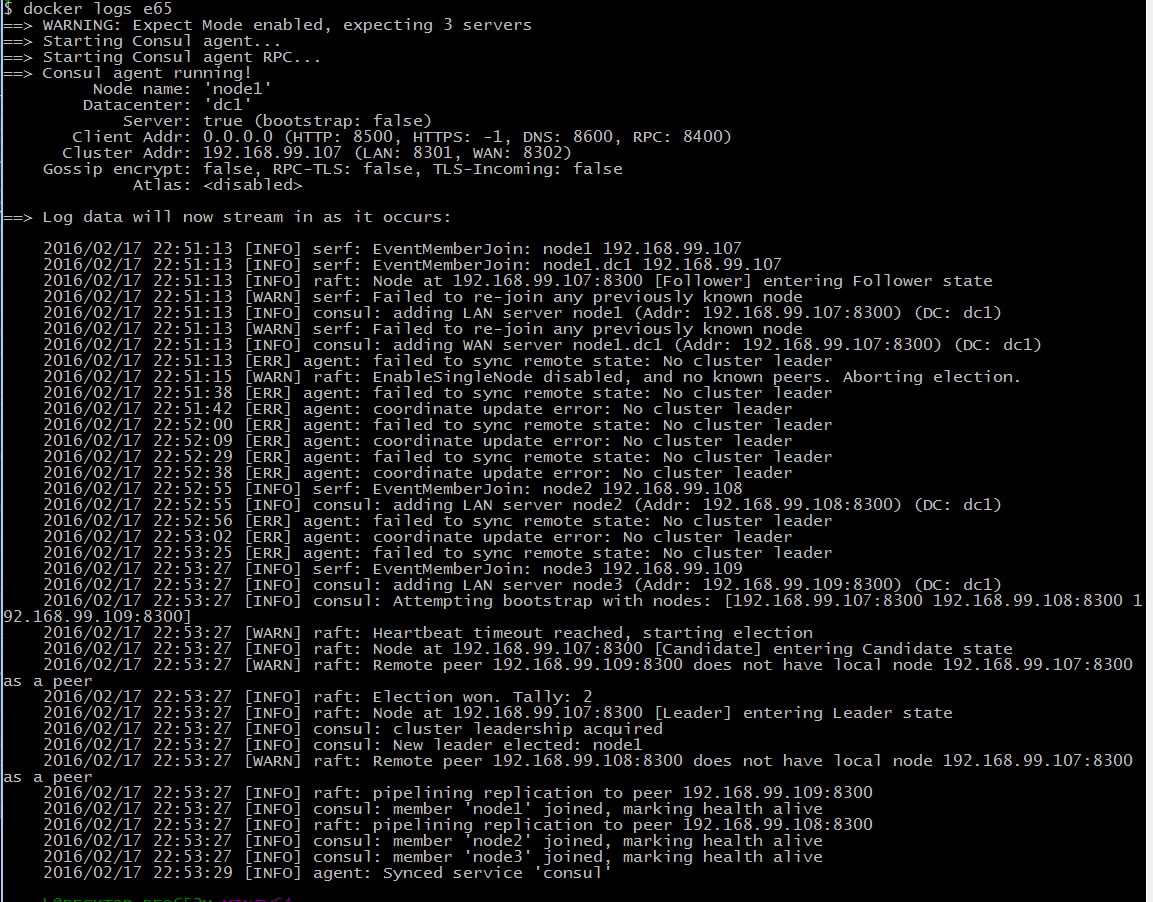 $ docker logs e65
==> WARNING: Expect Mode enabled, expecting 3 servers
==> Starting Consul agent...
==> Starting Consul agent RPC...
==> Consul agent running!
         Node name: 'node1'
        Datacenter: 'dc1'
            Server: true (bootstrap: false)
       Client Addr: 0.0.0.0 (HTTP: 8500, HTTPS: -1, DNS: 8600, RPC: 8400)
      Cluster Addr: 192.168.99.107 (LAN: 8301, WAN: 8302)
    Gossip encrypt: false, RPC-TLS: false, TLS-Incoming: false
             Atlas: <disabled>
==> Log data will now stream in as it occurs:
    2016/02/17 22:51:13 [INFO] serf: EventMemberJoin: node1 192.168.99.107
    2016/02/17 22:51:13 [INFO] serf: EventMemberJoin: node1.dc1 192.168.99.107
    2016/02/17 22:51:13 [INFO] raft: Node at 192.168.99.107:8300 [Follower] entering Follower state
    2016/02/17 22:51:13 [WARN] serf: Failed to re-join any previously known node
    2016/02/17 22:51:13 [INFO] consul: adding LAN server node1 (Addr: 192.168.99.107:8300) (DC: dc1)
    2016/02/17 22:51:13 [WARN] serf: Failed to re-join any previously known node
    2016/02/17 22:51:13 [INFO] consul: adding WAN server node1.dc1 (Addr: 192.168.99.107:8300) (DC: dc1)
    2016/02/17 22:51:13 [ERR] agent: failed to sync remote state: No cluster leader
    2016/02/17 22:51:15 [WARN] raft: EnableSingleNode disabled, and no known peers. Aborting election.
    2016/02/17 22:51:38 [ERR] agent: failed to sync remote state: No cluster leader
    2016/02/17 22:51:42 [ERR] agent: coordinate update error: No cluster leader
    2016/02/17 22:52:00 [ERR] agent: failed to sync remote state: No cluster leader
    2016/02/17 22:52:09 [ERR] agent: coordinate update error: No cluster leader
    2016/02/17 22:52:29 [ERR] agent: failed to sync remote state: No cluster leader
    2016/02/17 22:52:38 [ERR] agent: coordinate update error: No cluster leader
    2016/02/17 22:52:55 [INFO] serf: EventMemberJoin: node2 192.168.99.108
    2016/02/17 22:52:55 [INFO] consul: adding LAN server node2 (Addr: 192.168.99.108:8300) (DC: dc1)
    2016/02/17 22:52:56 [ERR] agent: failed to sync remote state: No cluster leader
    2016/02/17 22:53:02 [ERR] agent: coordinate update error: No cluster leader
    2016/02/17 22:53:25 [ERR] agent: failed to sync remote state: No cluster leader
    2016/02/17 22:53:27 [INFO] serf: EventMemberJoin: node3 192.168.99.109
    2016/02/17 22:53:27 [INFO] consul: adding LAN server node3 (Addr: 192.168.99.109:8300) (DC: dc1)
    2016/02/17 22:53:27 [INFO] consul: Attempting bootstrap with nodes: [192.168.99.107:8300 192.168.99.108:8300 1
92.168.99.109:8300]
    2016/02/17 22:53:27 [WARN] raft: Heartbeat timeout reached, starting election
    2016/02/17 22:53:27 [INFO] raft: Node at 192.168.99.107:8300 [Candidate] entering Candidate state
    2016/02/17 22:53:27 [WARN] raft: Remote peer 192.168.99.109:8300 does not have local node 192.168.99.107:8300
as a peer
    2016/02/17 22:53:27 [INFO] raft: Election won. Tally: 2
    2016/02/17 22:53:27 [INFO] raft: Node at 192.168.99.107:8300 [Leader] entering Leader state
    2016/02/17 22:53:27 [INFO] consul: cluster leadership acquired
    2016/02/17 22:53:27 [INFO] consul: New leader elected: node1
    2016/02/17 22:53:27 [WARN] raft: Remote peer 192.168.99.108:8300 does not have local node 192.168.99.107:8300
as a peer
    2016/02/17 22:53:27 [INFO] raft: pipelining replication to peer 192.168.99.109:8300
    2016/02/17 22:53:27 [INFO] consul: member 'node1' joined, marking health alive
    2016/02/17 22:53:27 [INFO] raft: pipelining replication to peer 192.168.99.108:8300
    2016/02/17 22:53:27 [INFO] consul: member 'node2' joined, marking health alive
    2016/02/17 22:53:27 [INFO] consul: member 'node3' joined, marking health alive
    2016/02/17 22:53:29 [INFO] agent: Synced service 'consul'